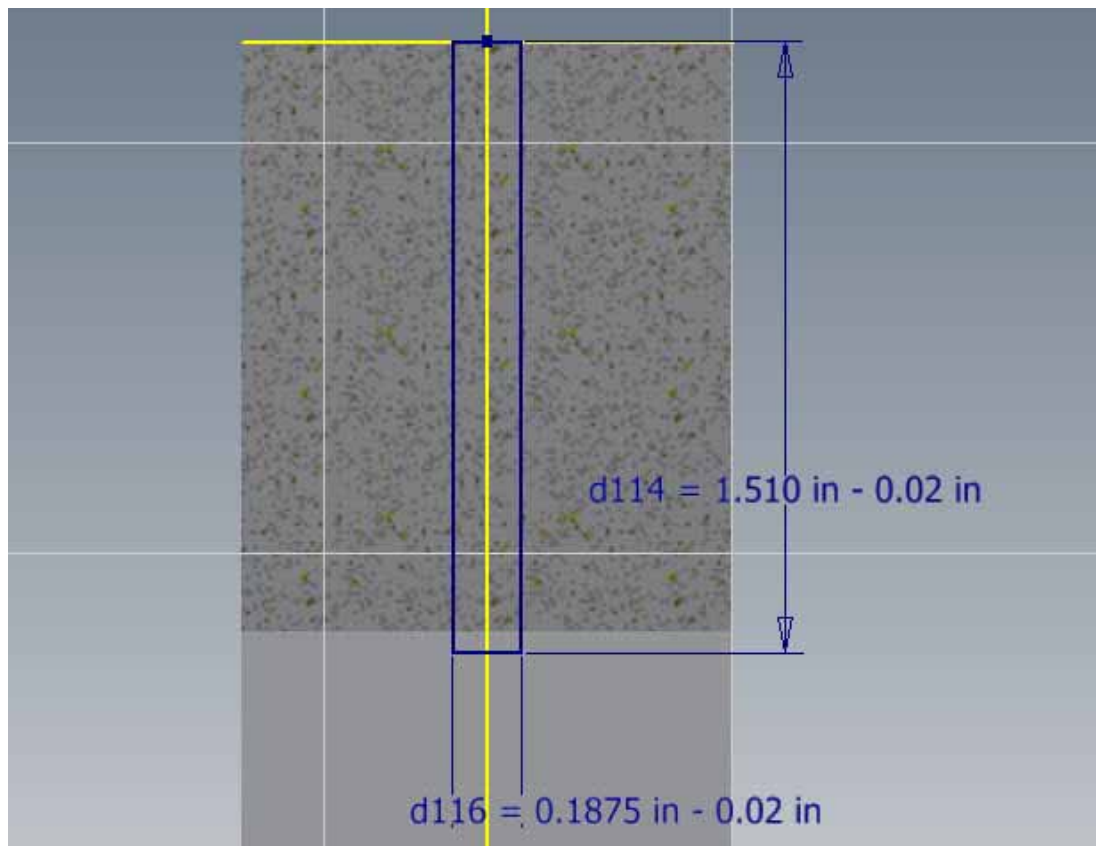 d114 = 1.510 in - 0.02 in
d116 = 0.1875 in - 0.02 in